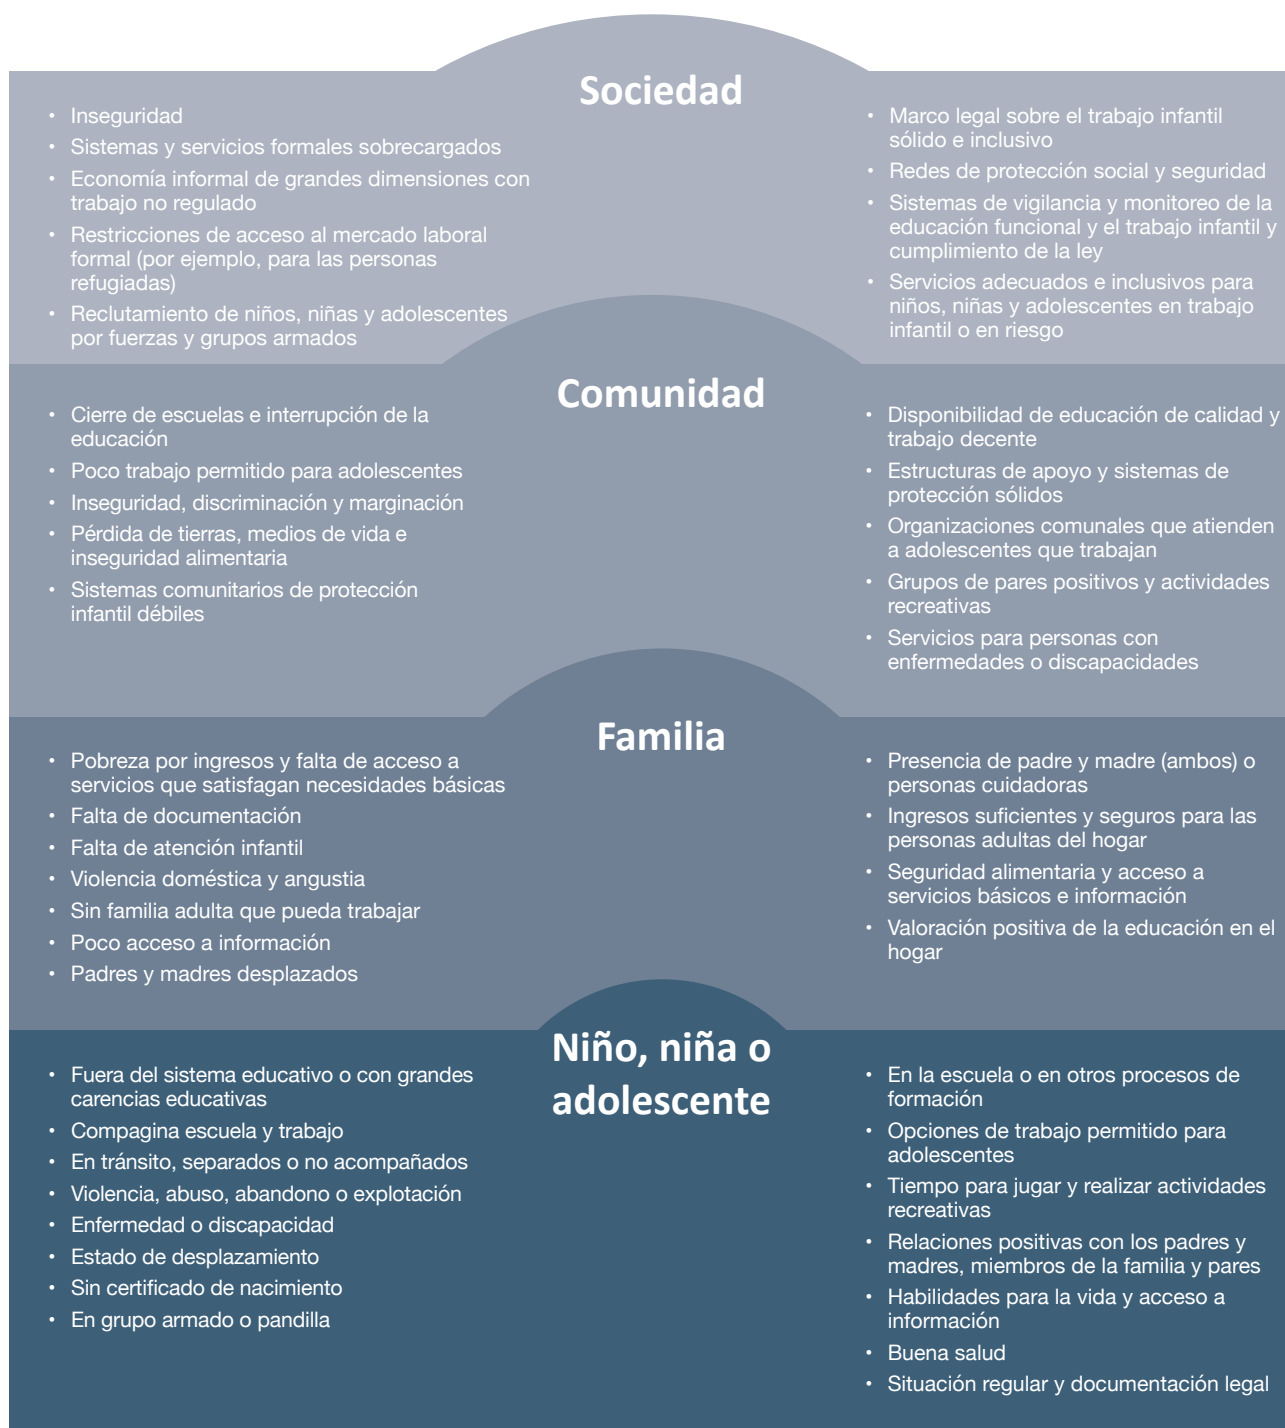 Sociedad
• Inseguridad
• Sistemas y servicios formales sobrecargados
• Economía informal de grandes dimensiones con
trabajo no regulado
• Restricciones de acceso al mercado laboral
formal (por ejemplo, para las personas
refugiadas)
• Reclutamiento de niños, niñas y adolescentes
por fuerzas y grupos armados
• Marco legal sobre el trabajo infantil
sólido e inclusivo
• Redes de protección social y seguridad
• Sistemas de vigilancia y monitoreo de la
educación funcional y el trabajo infantil y
cumplimiento de la ley
• Servicios adecuados e inclusivos para
niños, niñas y adolescentes en trabajo
infantil o en riesgo
Comunidad
• Cierre de escuelas e interrupción de la
educación
• Poco trabajo permitido para adolescentes
• Inseguridad, discriminación y marginación
• Pérdida de tierras, medios de vida e
inseguridad alimentaria
• Sistemas comunitarios de protección
infantil débiles
• Disponibilidad de educación de calidad y
trabajo decente
• Estructuras de apoyo y sistemas de
protección sólidos
• Organizaciones comunales que atienden
a adolescentes que trabajan
• Grupos de pares positivos y actividades
recreativas
• Servicios para personas con
enfermedades o discapacidades
Familia
• Pobreza por ingresos y falta de acceso a
servicios que satisfagan necesidades básicas
• Falta de documentación
• Falta de atención infantil
• Violencia doméstica y angustia
• Sin familia adulta que pueda trabajar
• Poco acceso a información
• Padres y madres desplazados
• Presencia de padre y madre (ambos) o
personas cuidadoras
• Ingresos suficientes y seguros para las
personas adultas del hogar
• Seguridad alimentaria y acceso a
servicios básicos e información
• Valoración positiva de la educación en el
hogar
Niño, niña o
adolescente
• Fuera del sistema educativo o con grandes
carencias educativas
• Compagina escuela y trabajo
• En tránsito, separados o no acompañados
• Violencia, abuso, abandono o explotación
• Enfermedad o discapacidad
• Estado de desplazamiento
• Sin certificado de nacimiento
• En grupo armado o pandilla
• En la escuela o en otros procesos de
formación
• Opciones de trabajo permitido para
adolescentes
• Tiempo para jugar y realizar actividades
recreativas
• Relaciones positivas con los padres y
madres, miembros de la familia y pares
• Habilidades para la vida y acceso a
información
• Buena salud
• Situación regular y documentación legal